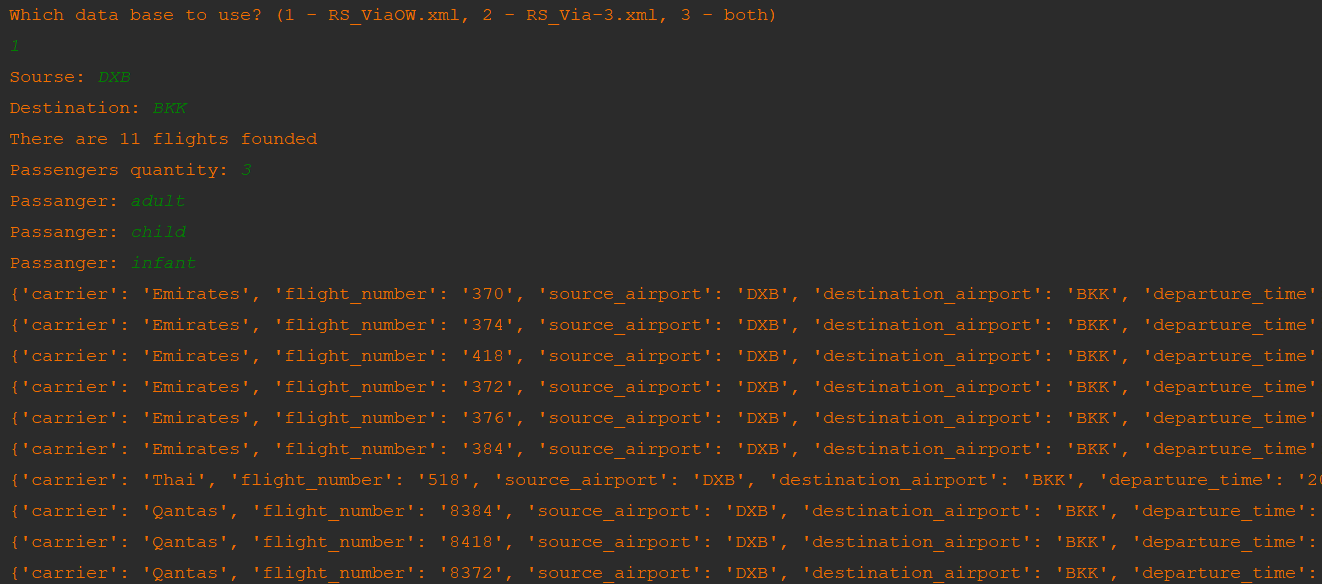 Which data base to use? (1 - RS_ViaOW.xml, 2 - RS_Via-3.xml, 3 - both)
1
Sourse: DXB
Destination: BKK
There are 11 flights founded
Passengers quantity: 3
Passanger: adult
Passanger: child
Passanger: infant
{'carrier': 'Emirates', 'flight_number': '370', 'source_airport': 'DXB', 'destination_airport': 'BKK', 'departure_time'
{'carrier': 'Emirates', 'flight_number': '374', 'source_airport': 'DXB', 'destination_airport': 'BKK', 'departure_time'
{'carrier': 'Emirates', 'flight_number': '418', 'source_airport': 'DXB', 'destination_airport': 'BKK', 'departure_time'
{'carrier': 'Emirates', 'flight_number': '372', 'source_airport': 'DXB', 'destination_airport': 'BKK', 'departure_time'
{'carrier': 'Emirates', 'flight_number': '376', 'source_airport': 'DXB', 'destination_airport': 'BKK', 'departure_time'
{'carrier': 'Emirates', 'flight_number': '384', 'source_airport': 'DXB', 'destination_airport': 'BKK', 'departure_time'
{'carrier': 'Thai', 'flight_number': '518', 'source_airport': 'DXB', 'destination_airport': 'BKK', 'departure_time': '20
{'carrier': 'Qantas', 'flight_number': '8384', 'source_airport': 'DXB', 'destination_airport': 'BKK', 'departure_time':
{'carrier': 'Qantas', 'flight_number': '8418', 'source_airport': 'DXB', 'destination_airport': 'BKK', 'departure_time':
{'carrier': 'Qantas', 'flight_number': '8372', 'source_airport': 'DXB', 'destination_airport': 'BKK', 'departure_time':